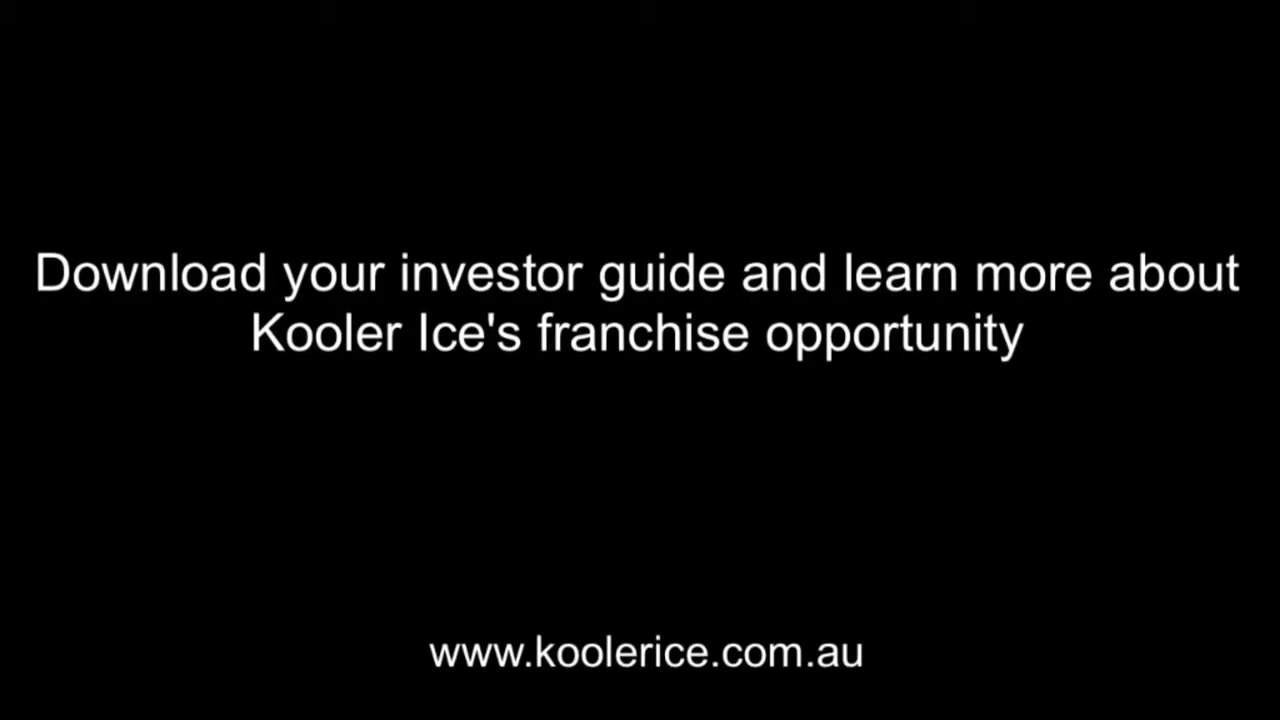 Download your investor guide and learn more about
Kooler Ice's franchise opportunity
www.koolerice.com.au